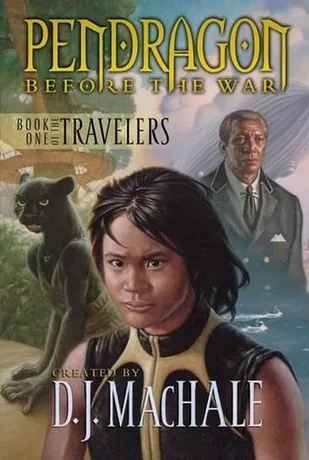 PENDRAGON
BEFORE THE WAR
BOOK
ONE OF THE TRAVELERS
CREATED BY
D.J. MACHALE